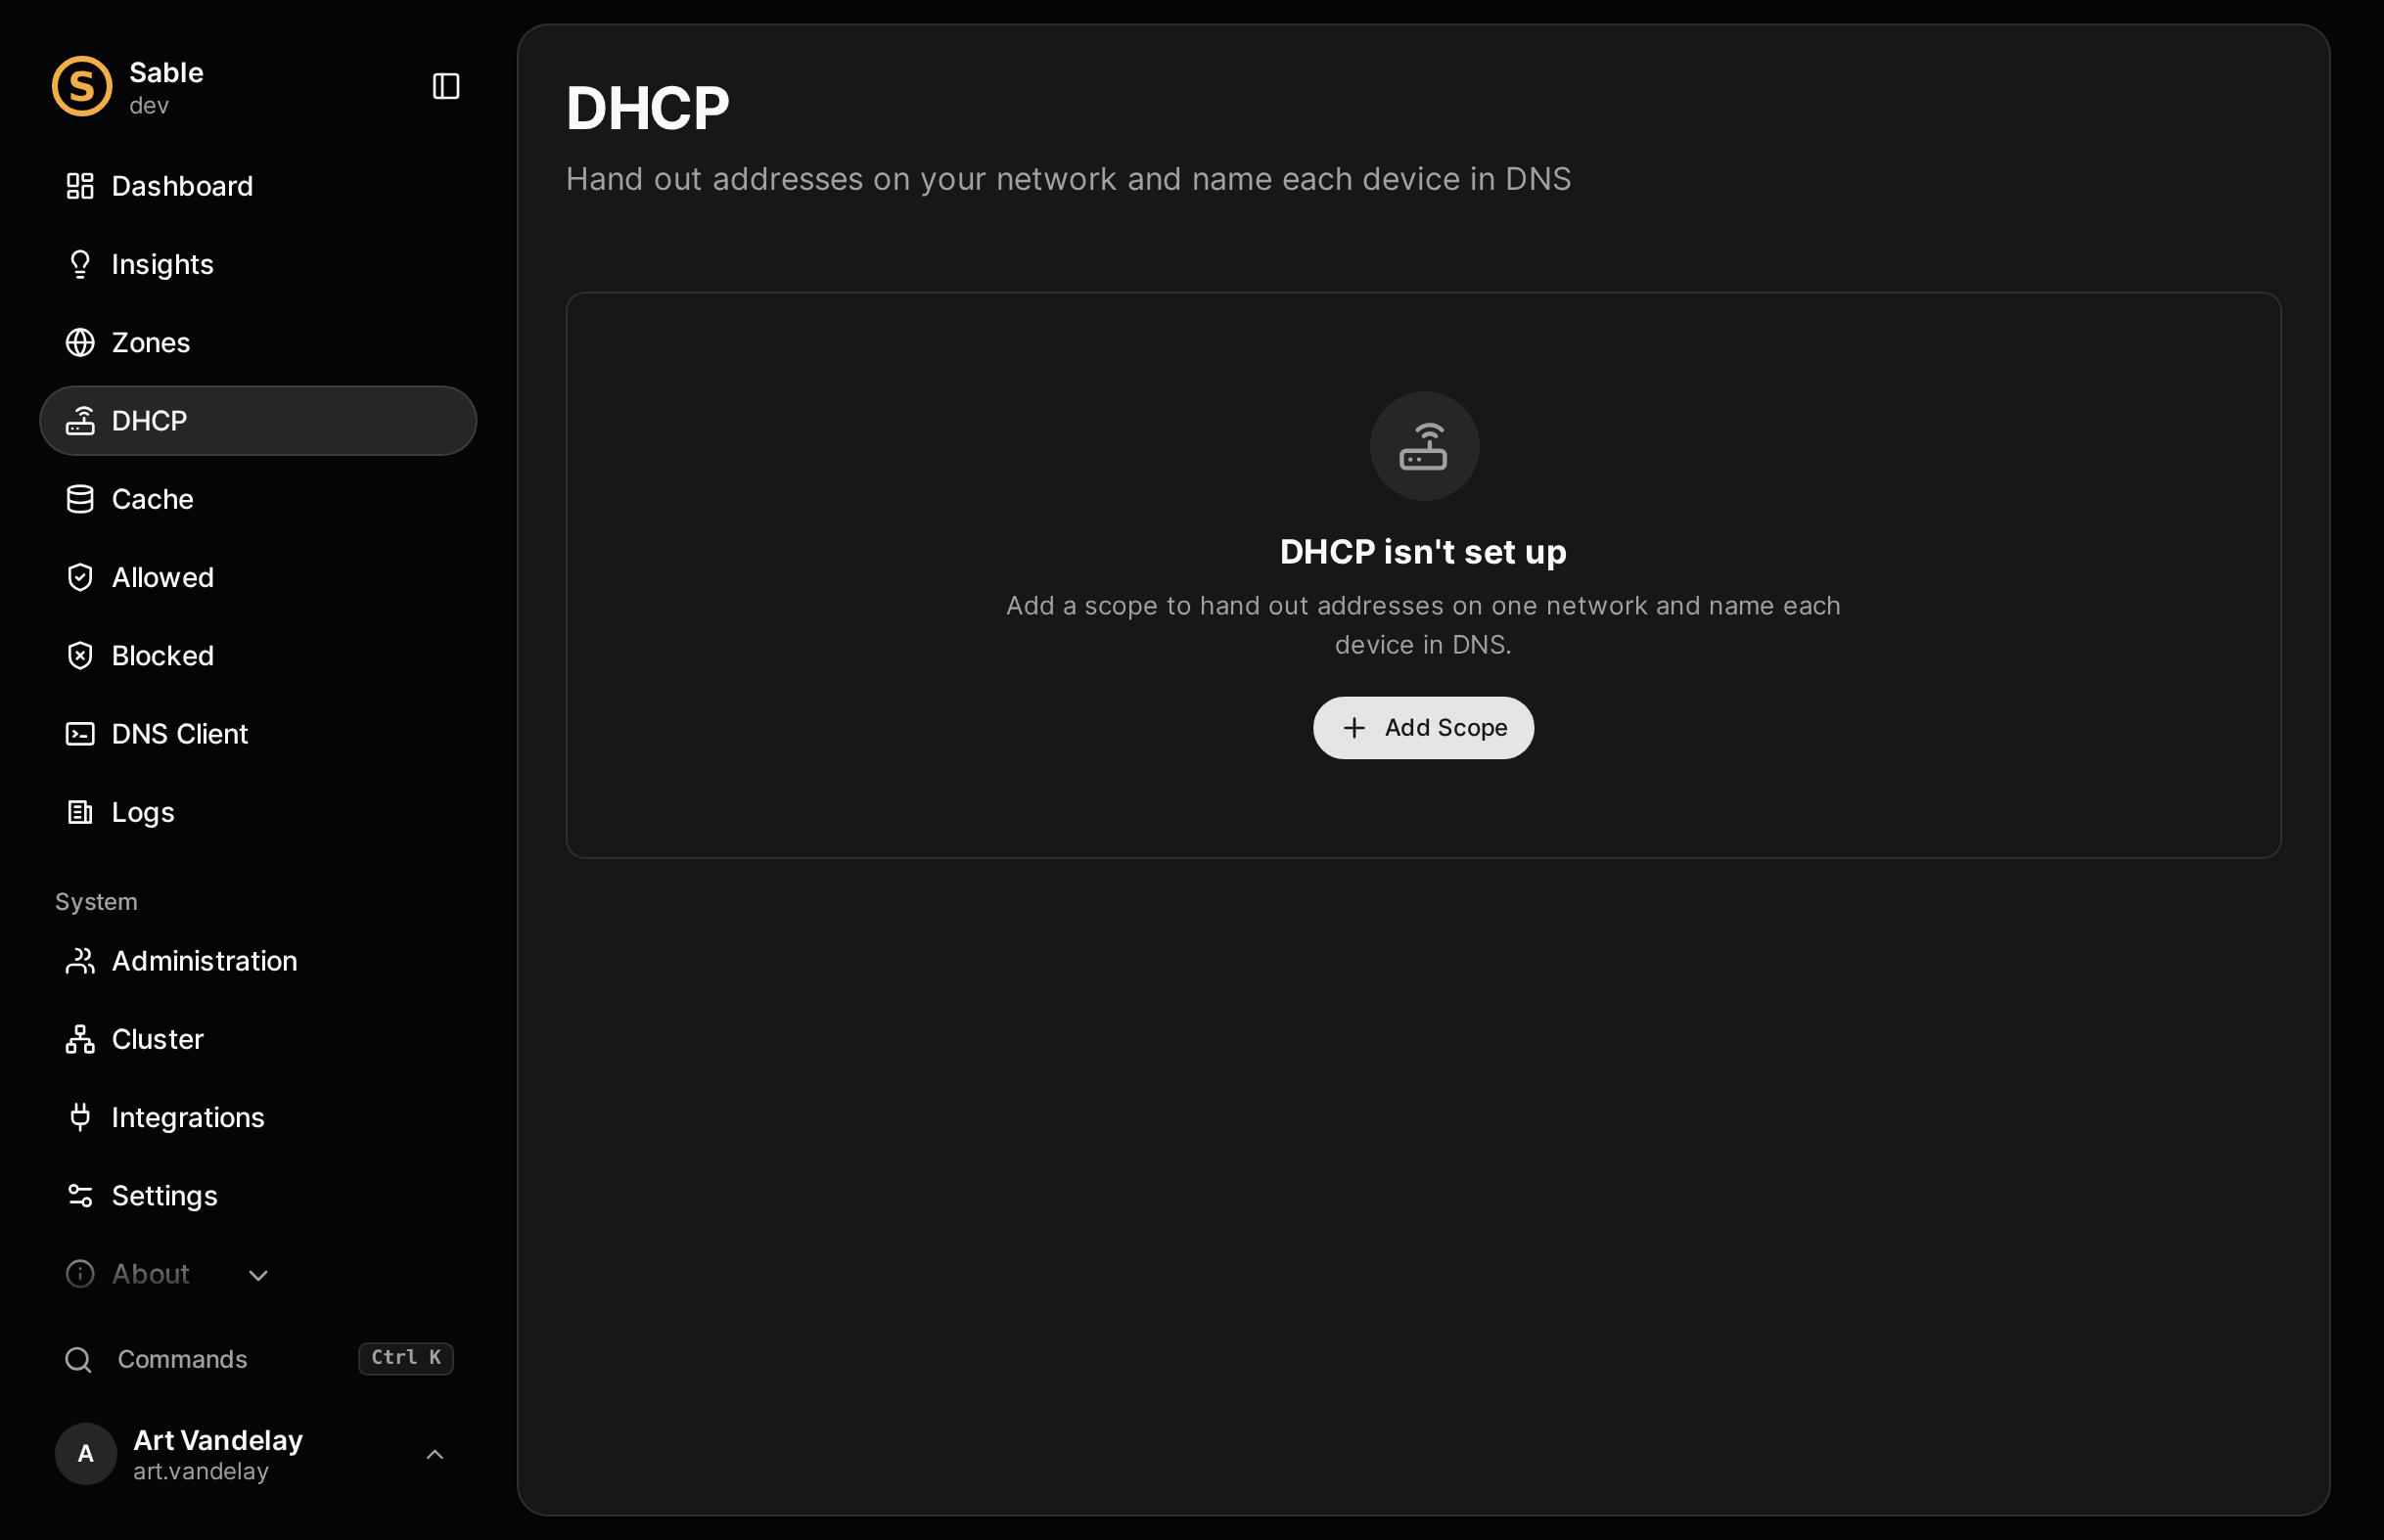 S
Sable
dev
Dashboard
Insights
Zones
DHCP
Cache
Allowed
Blocked
DNS Client
Logs
System
Administration
Cluster
Integrations
Settings
About
Commands
Ctrl K
A
Art Vandelay
art.vandelay
DHCP
Hand out addresses on your network and name each device in DNS
DHCP isn't set up
Add a scope to hand out addresses on one network and name each
device in DNS.
Add Scope